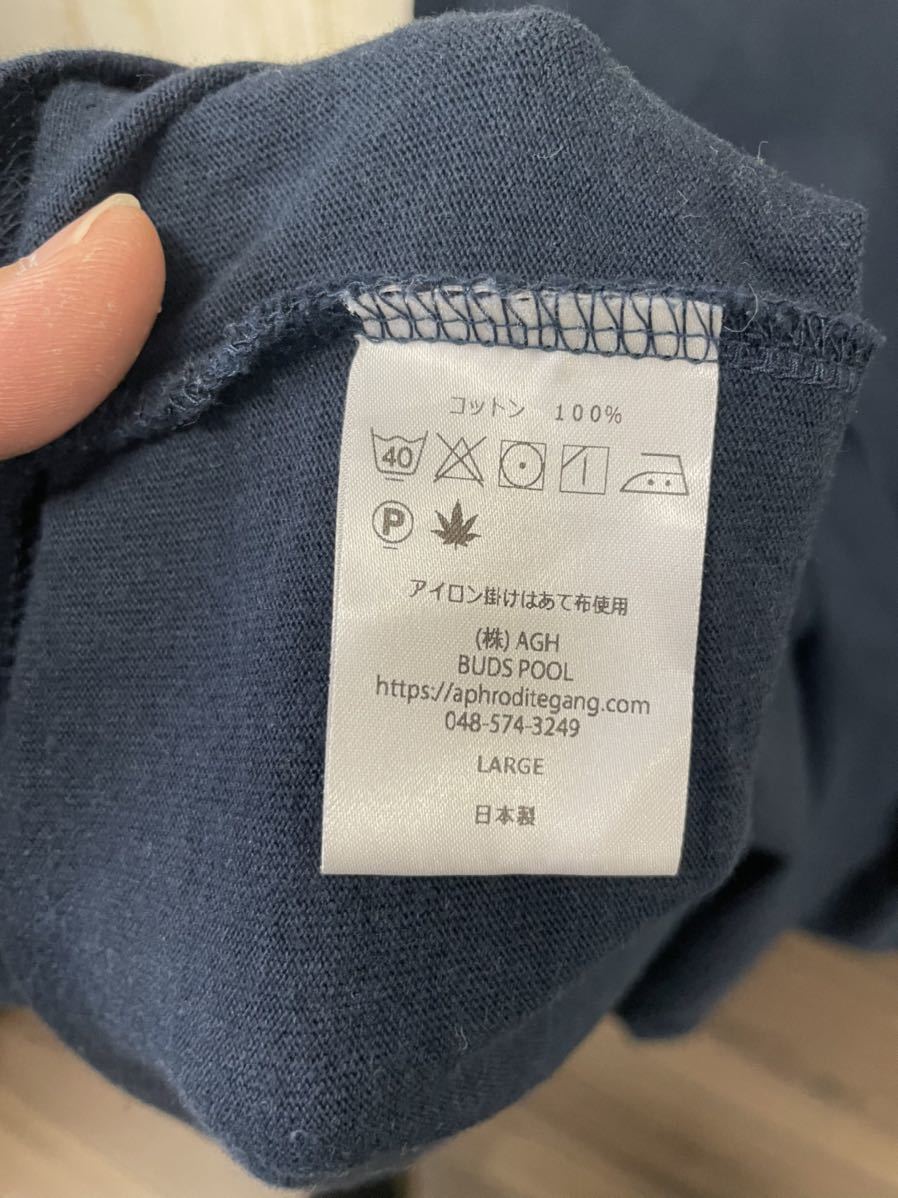 コットン 100%
40
P
アイロン掛けはあて布使用
(株) AGH
BUDS POOL
https://aphroditegang.com
048-574-3249
LARGE
日本製